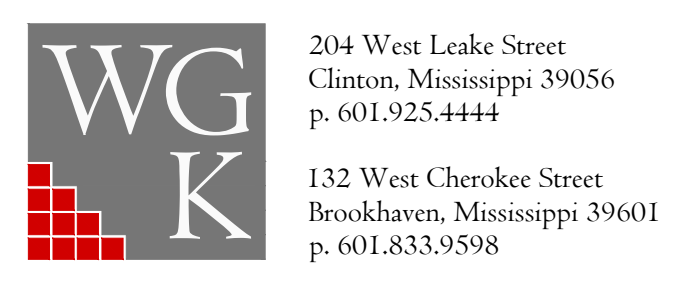 WG
K
204 West Leake Street
Clinton, Mississippi 39056
p. 601.925.4444
132 West Cherokee Street
Brookhaven, Mississippi 39601
p. 601.833.9598